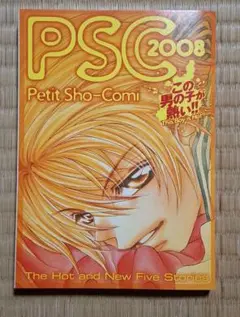 PSC
2008
Petit Sho-Comi
この
男の子が
熱い!!
The Hot and New Five Stories